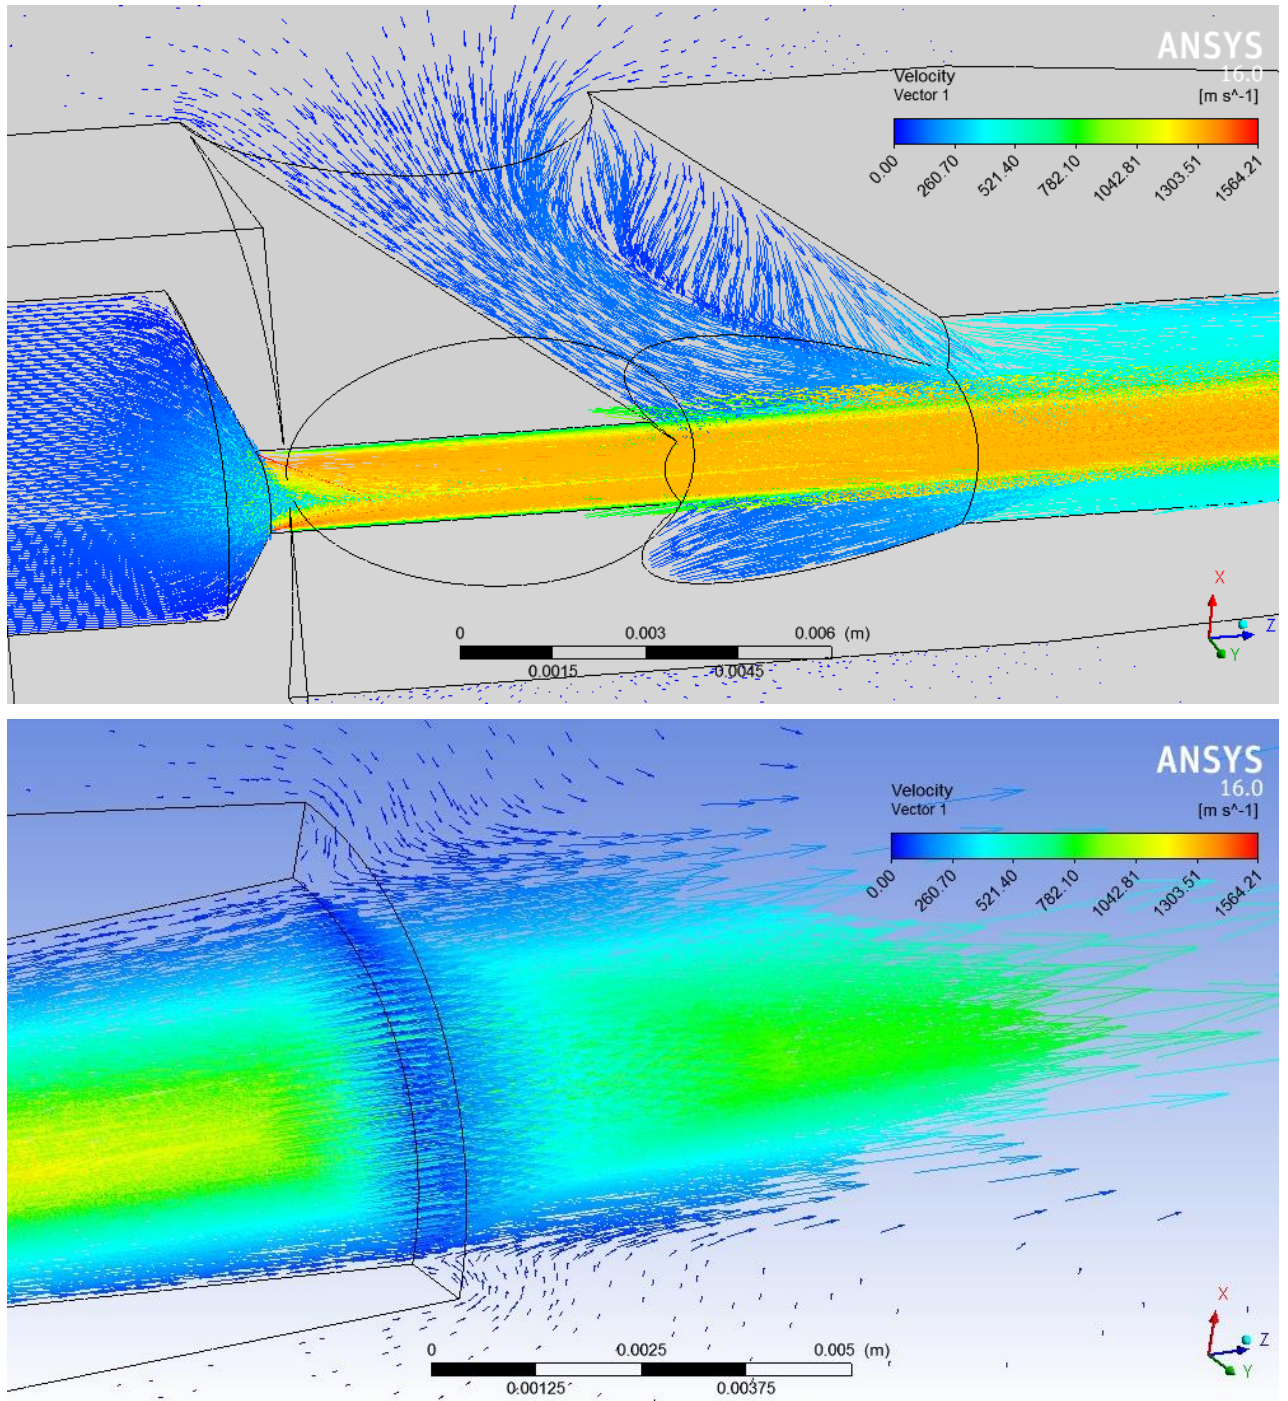 ANSYS
16.0
Velocity
Vector 1
[m s^-1]
0.00 260.70 521.40 782.10 1042.81 1303.51 1564.21
0 0.003 0.006 (m)
0.0015 0.0045
X
Z
Y
ANSYS
16.0
Velocity
Vector 1
[m s^-1]
0.00 260.70 521.40 782.10 1042.81 1303.51 1564.21
0 0.0025 0.005 (m)
0.00125 0.00375
X
Z
Y